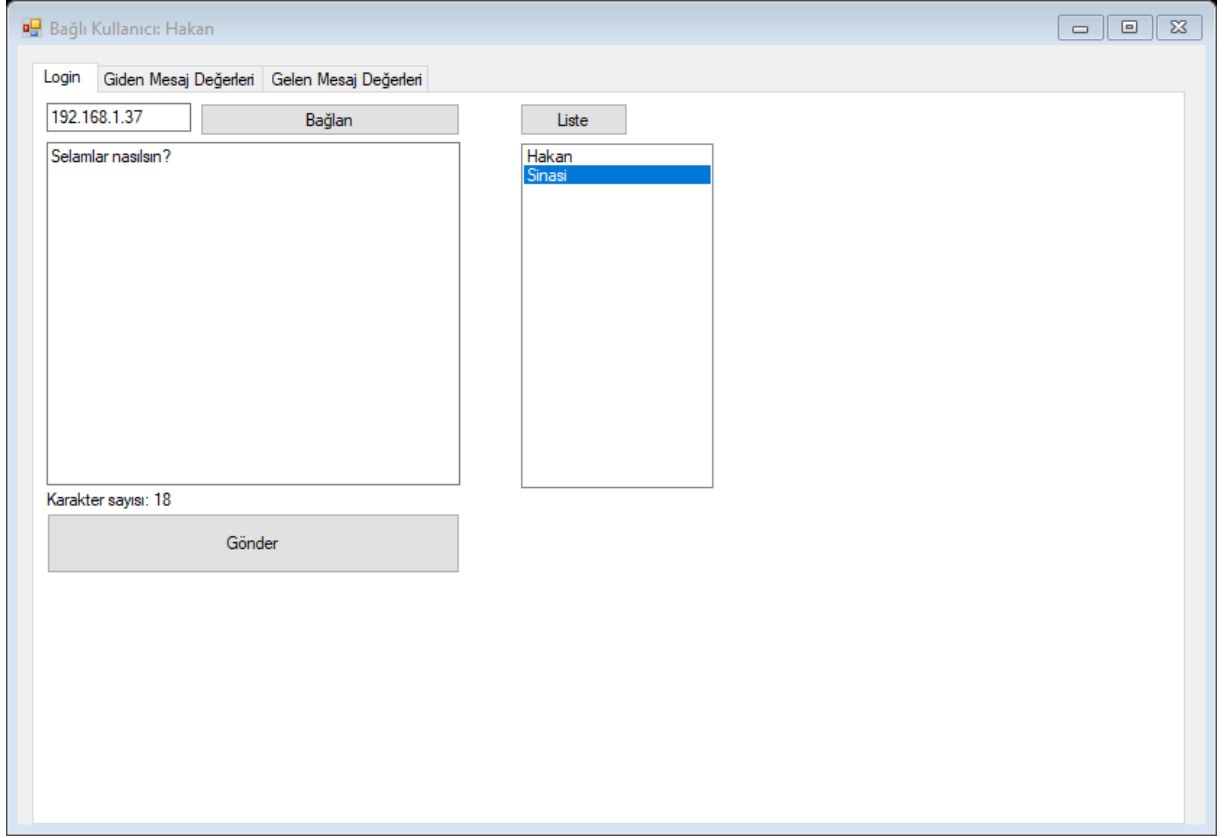 Bağlı Kullanıcı: Hakan
Login
Giden Mesaj Değerleri
Gelen Mesaj Değerleri
192.168.1.37
Bağlan
Liste
Selamlar nasılsın?
Hakan
Sinasi
Karakter sayısı: 18
Gönder